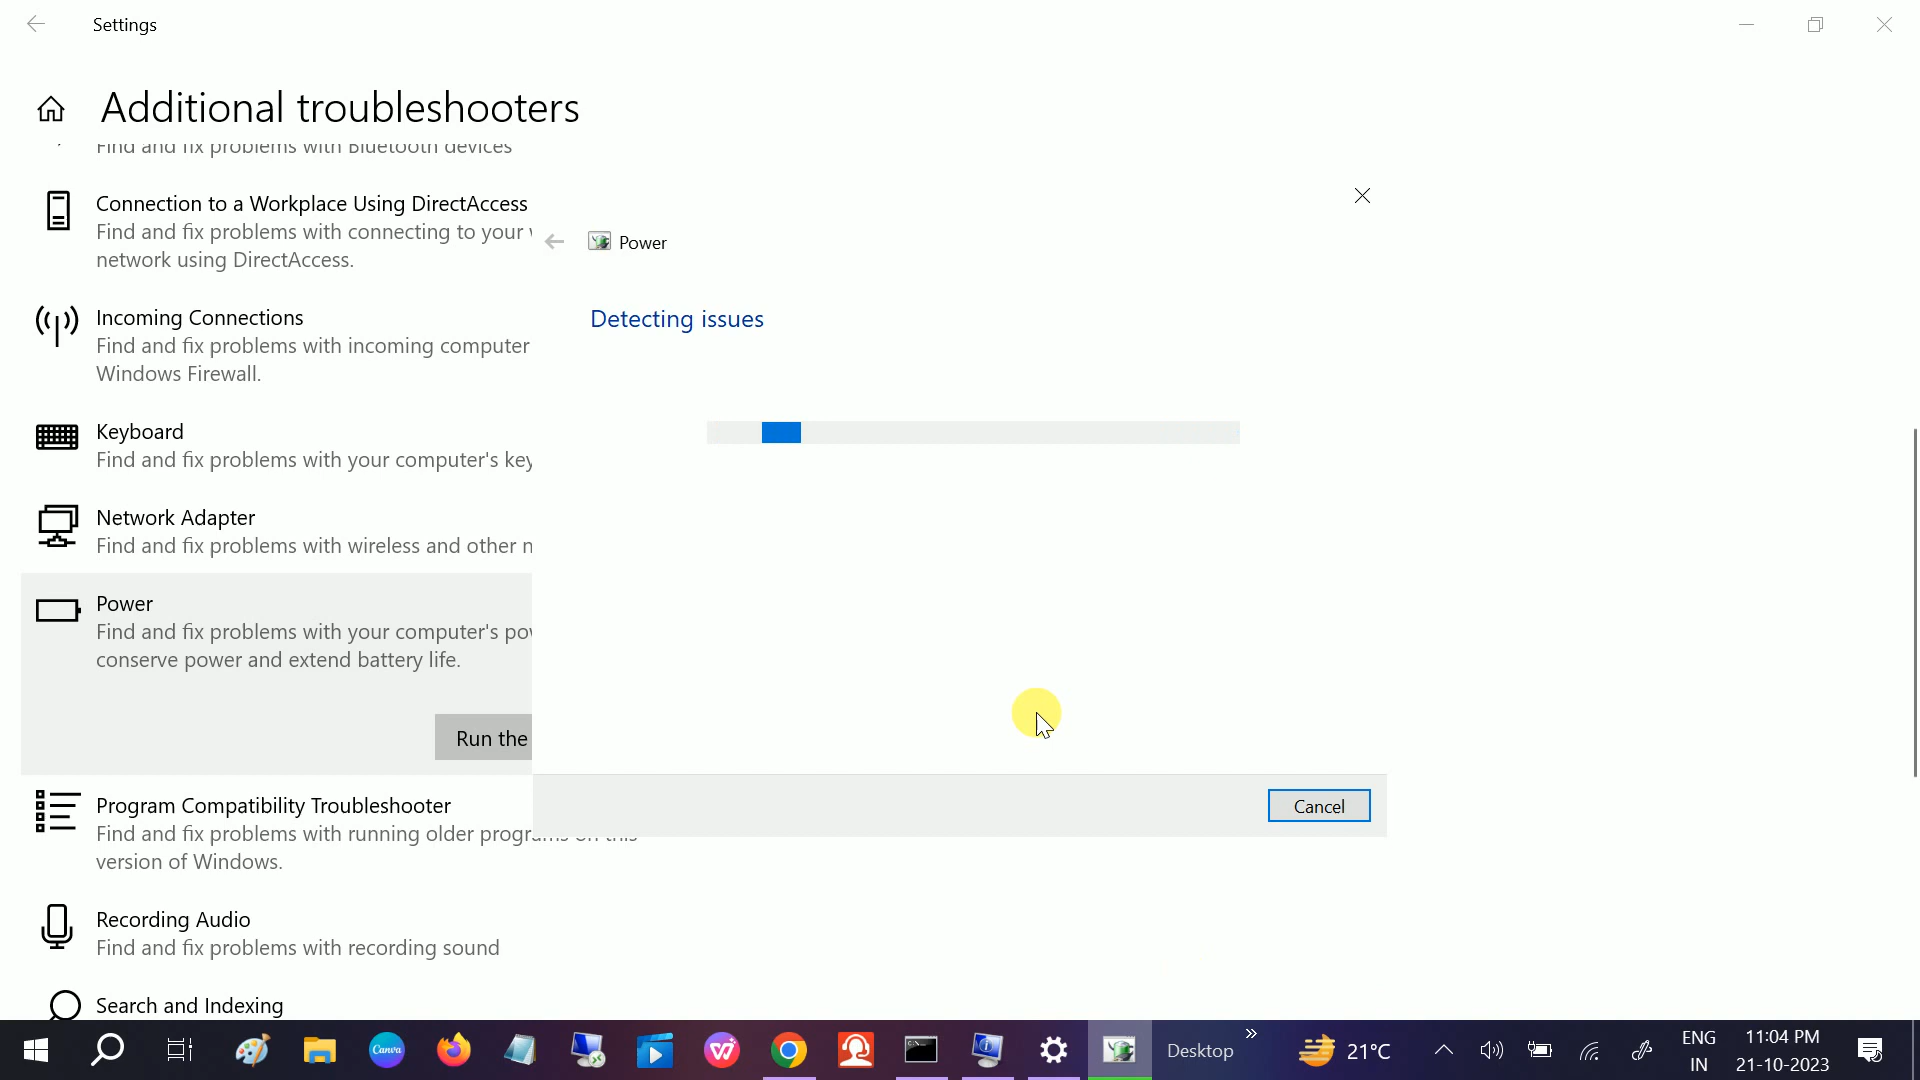 Settings
Additional troubleshooters
Find and fix problems with Bluetooth devices
Connection to a Workplace Using DirectAccess
Find and fix problems with connecting to your
network using DirectAccess.
Incoming Connections
Find and fix problems with incoming computer
Windows Firewall.
Keyboard
Find and fix problems with your computer's key
Network Adapter
Find and fix problems with wireless and other n
Power
Find and fix problems with your computer's pov
conserve power and extend battery life.
Run the
Program Compatibility Troubleshooter
Find and fix problems with running older programs on this
version of Windows.
Recording Audio
Find and fix problems with recording sound
Search and Indexing
Power
Detecting issues
Cancel
Canva
Desktop
21°C
ENG
IN
11:04 PM
21-10-2023